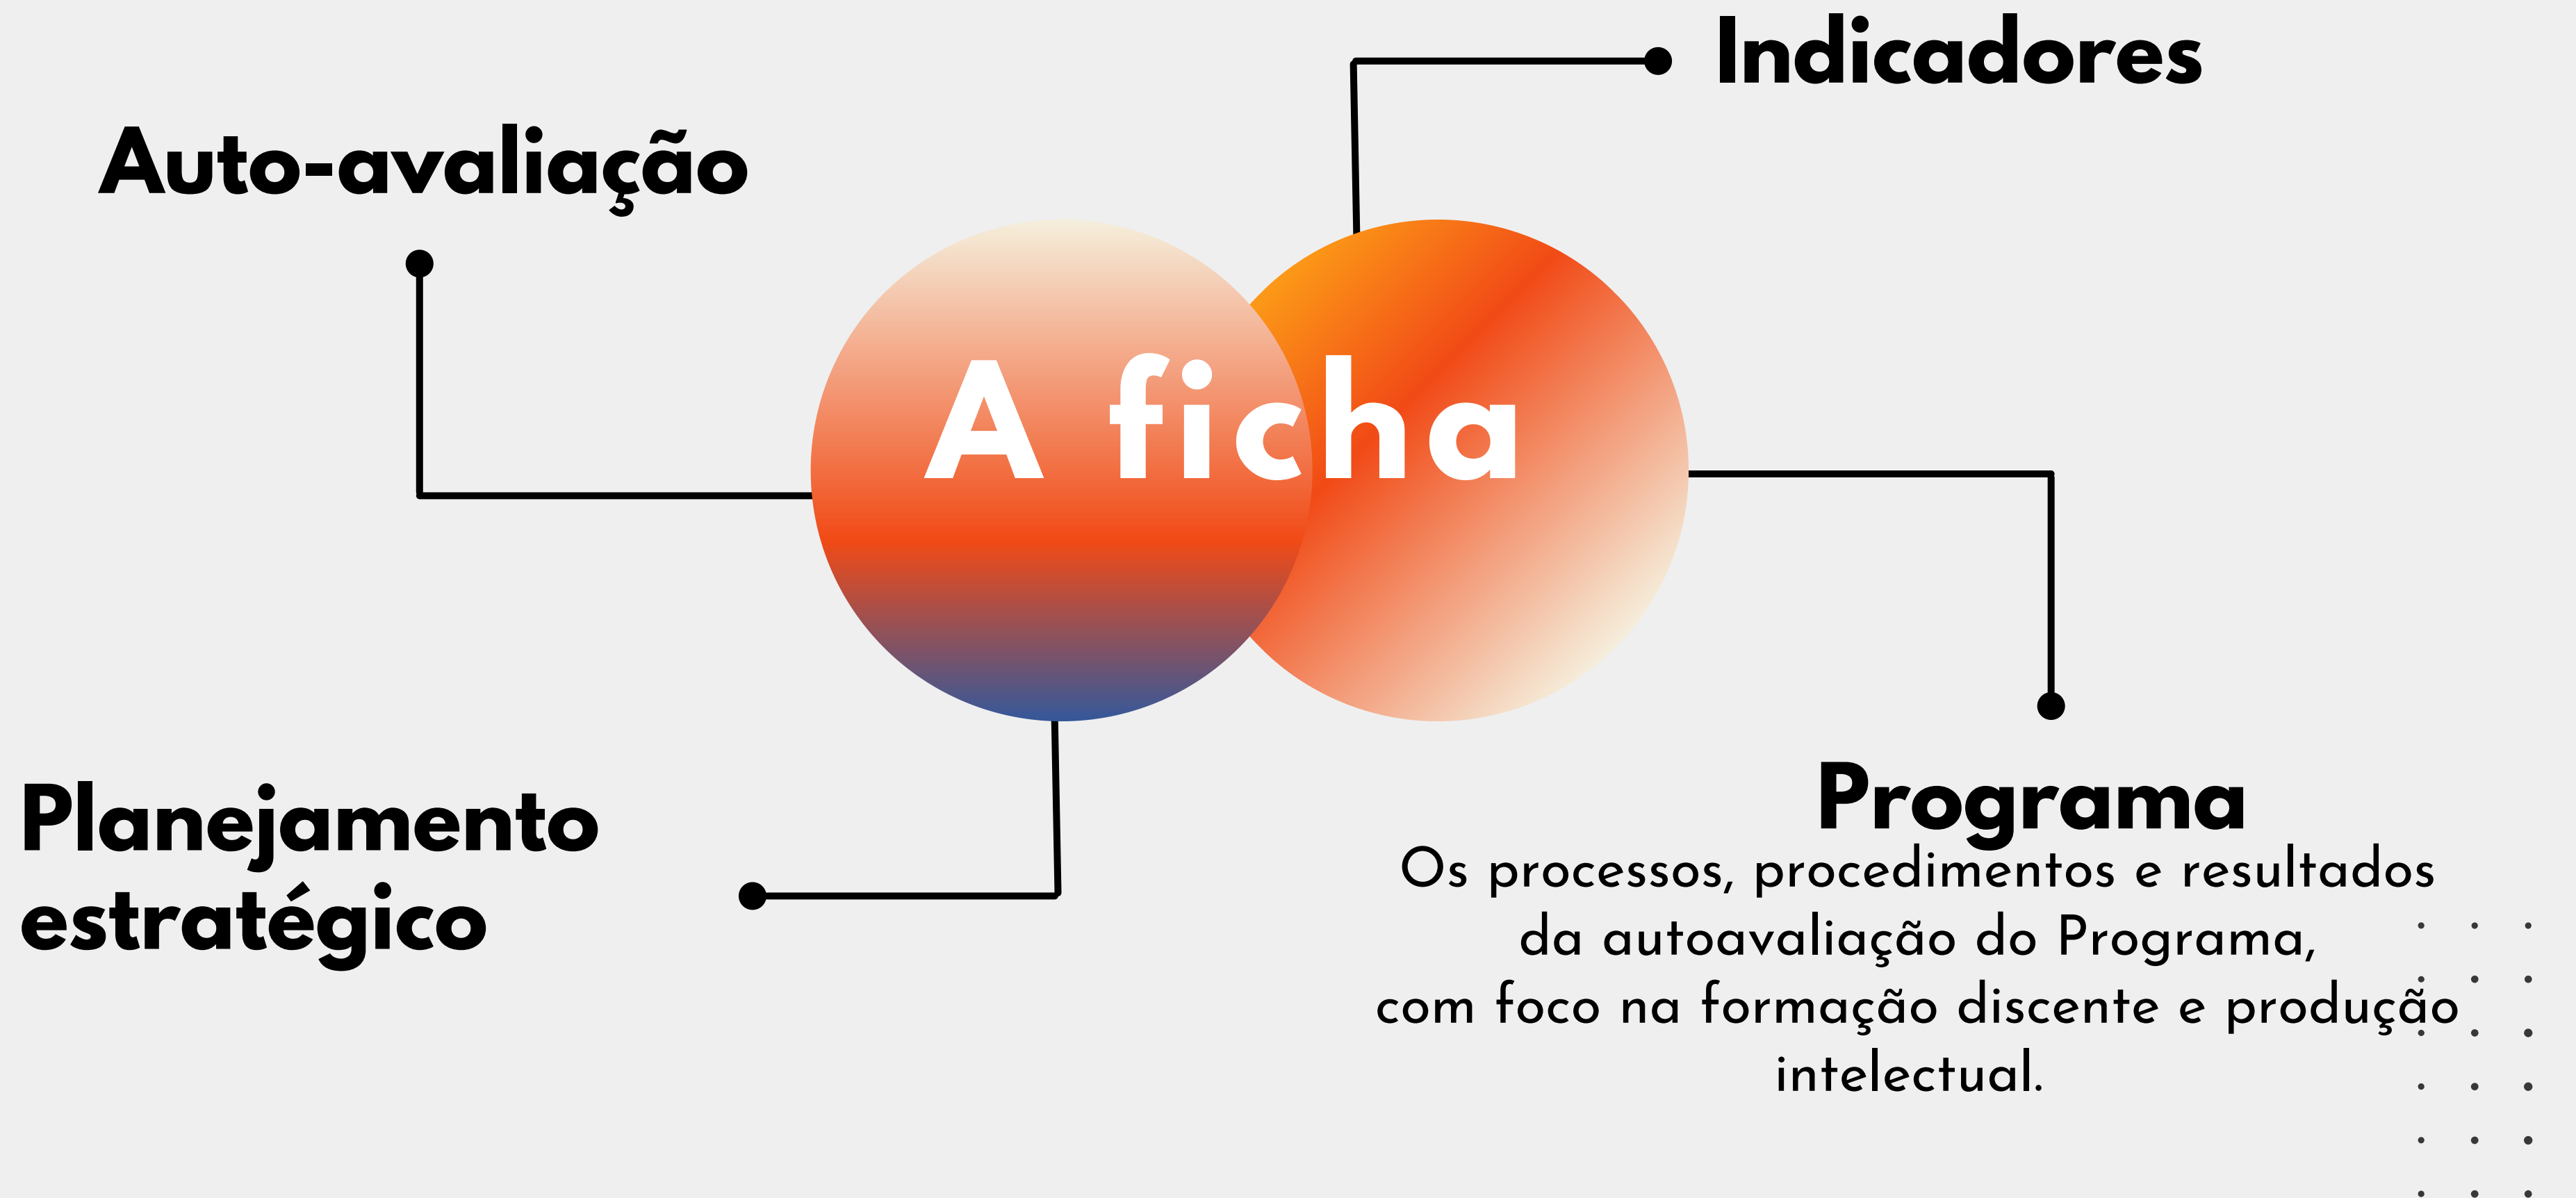 Indicadores
Auto-avaliação
A ficha
Planejamento
estratégico
Programa
Os processos, procedimentos e resultados
da autoavaliação do Programa,
com foco na formação discente e produção
intelectual.